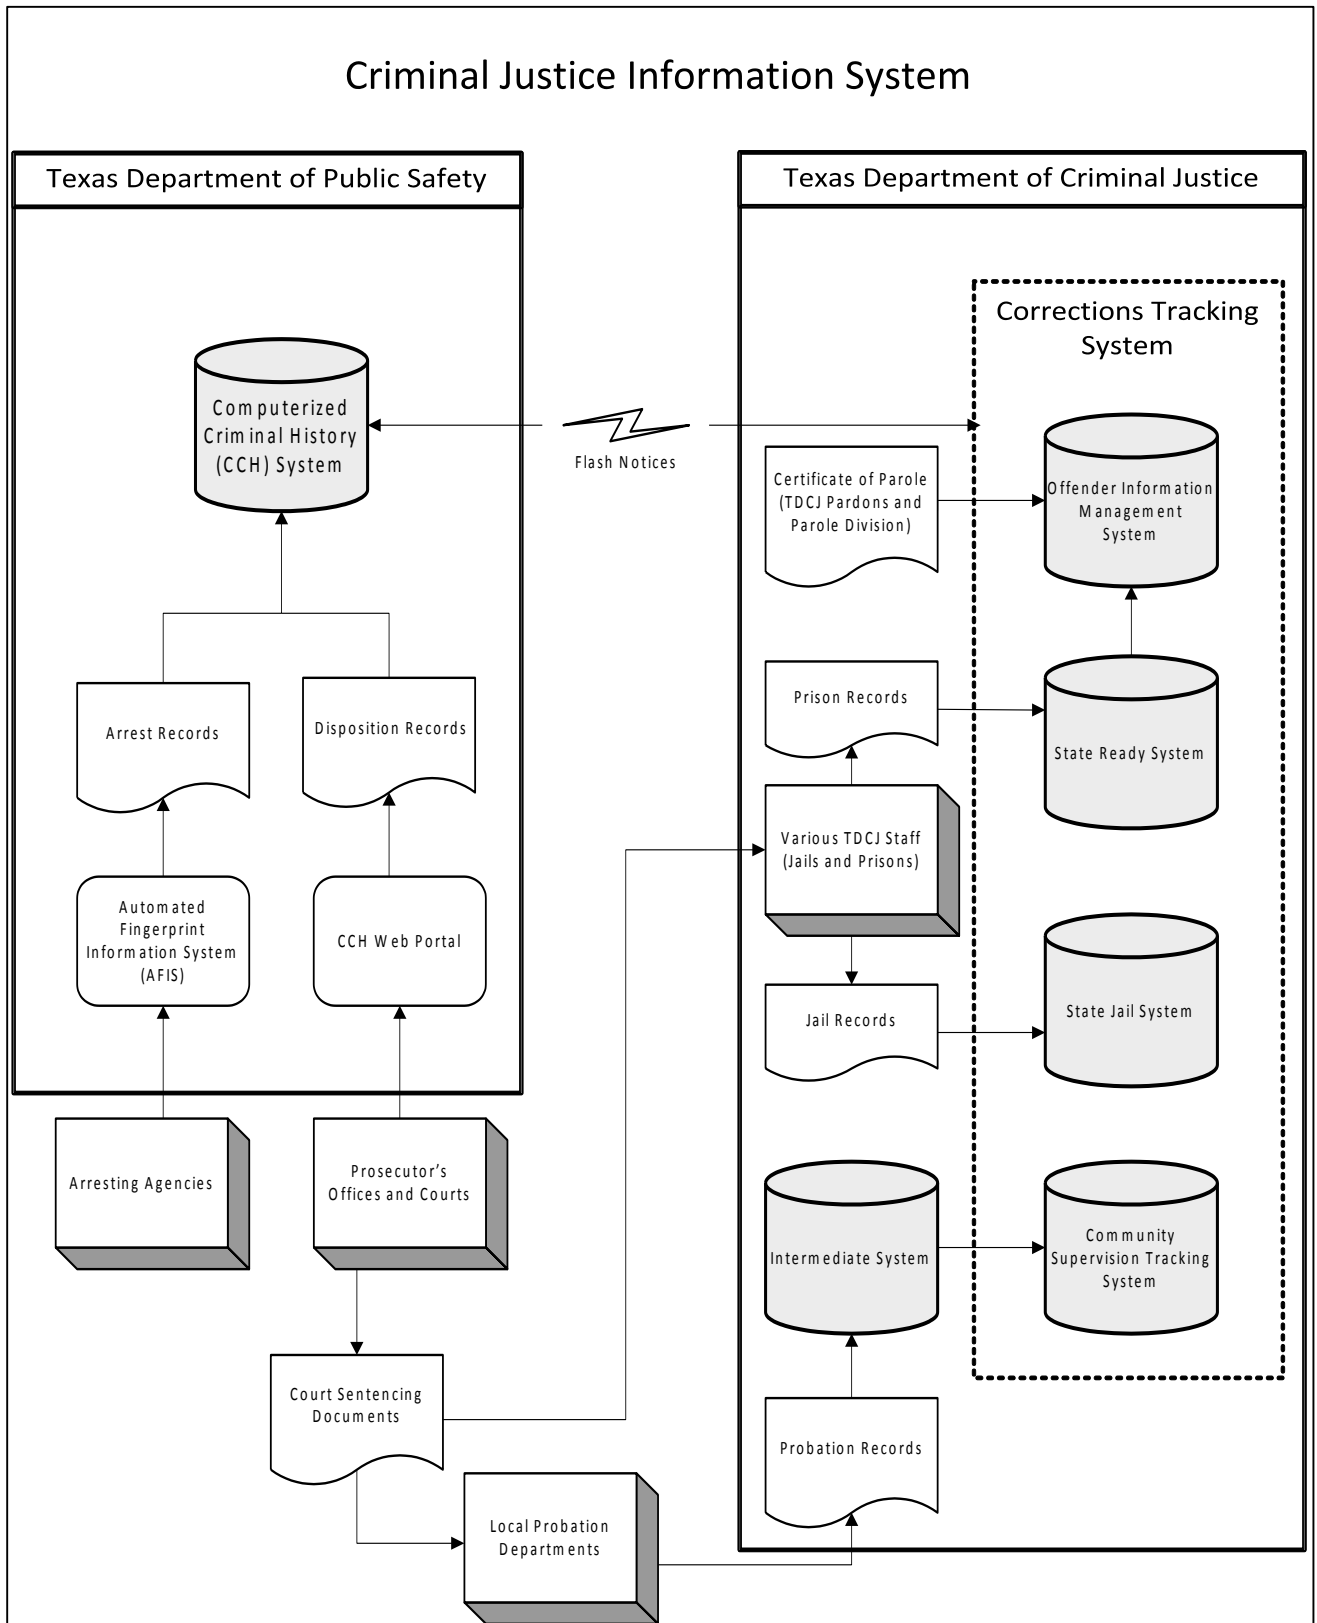 Criminal Justice Information System
Texas Department of Public Safety
Computerized
Criminal History
(CCH) System
Arrest Records
Disposition Records
Automated
Fingerprint
Information System
(AFIS)
CCH Web Portal
Arresting Agencies
Prosecutor’s
Offices and Courts
Flash Notices
Court Sentencing
Documents
Local Probation
Departments
Texas Department of Criminal Justice
Corrections Tracking
System
Certificate of Parole
(TDCJ Pardons and
Parole Division)
Offender Information
Management
System
Prison Records
State Ready System
Various TDCJ Staff
(Jails and Prisons)
Jail Records
State Jail System
Intermediate System
Community
Supervision Tracking
System
Probation Records